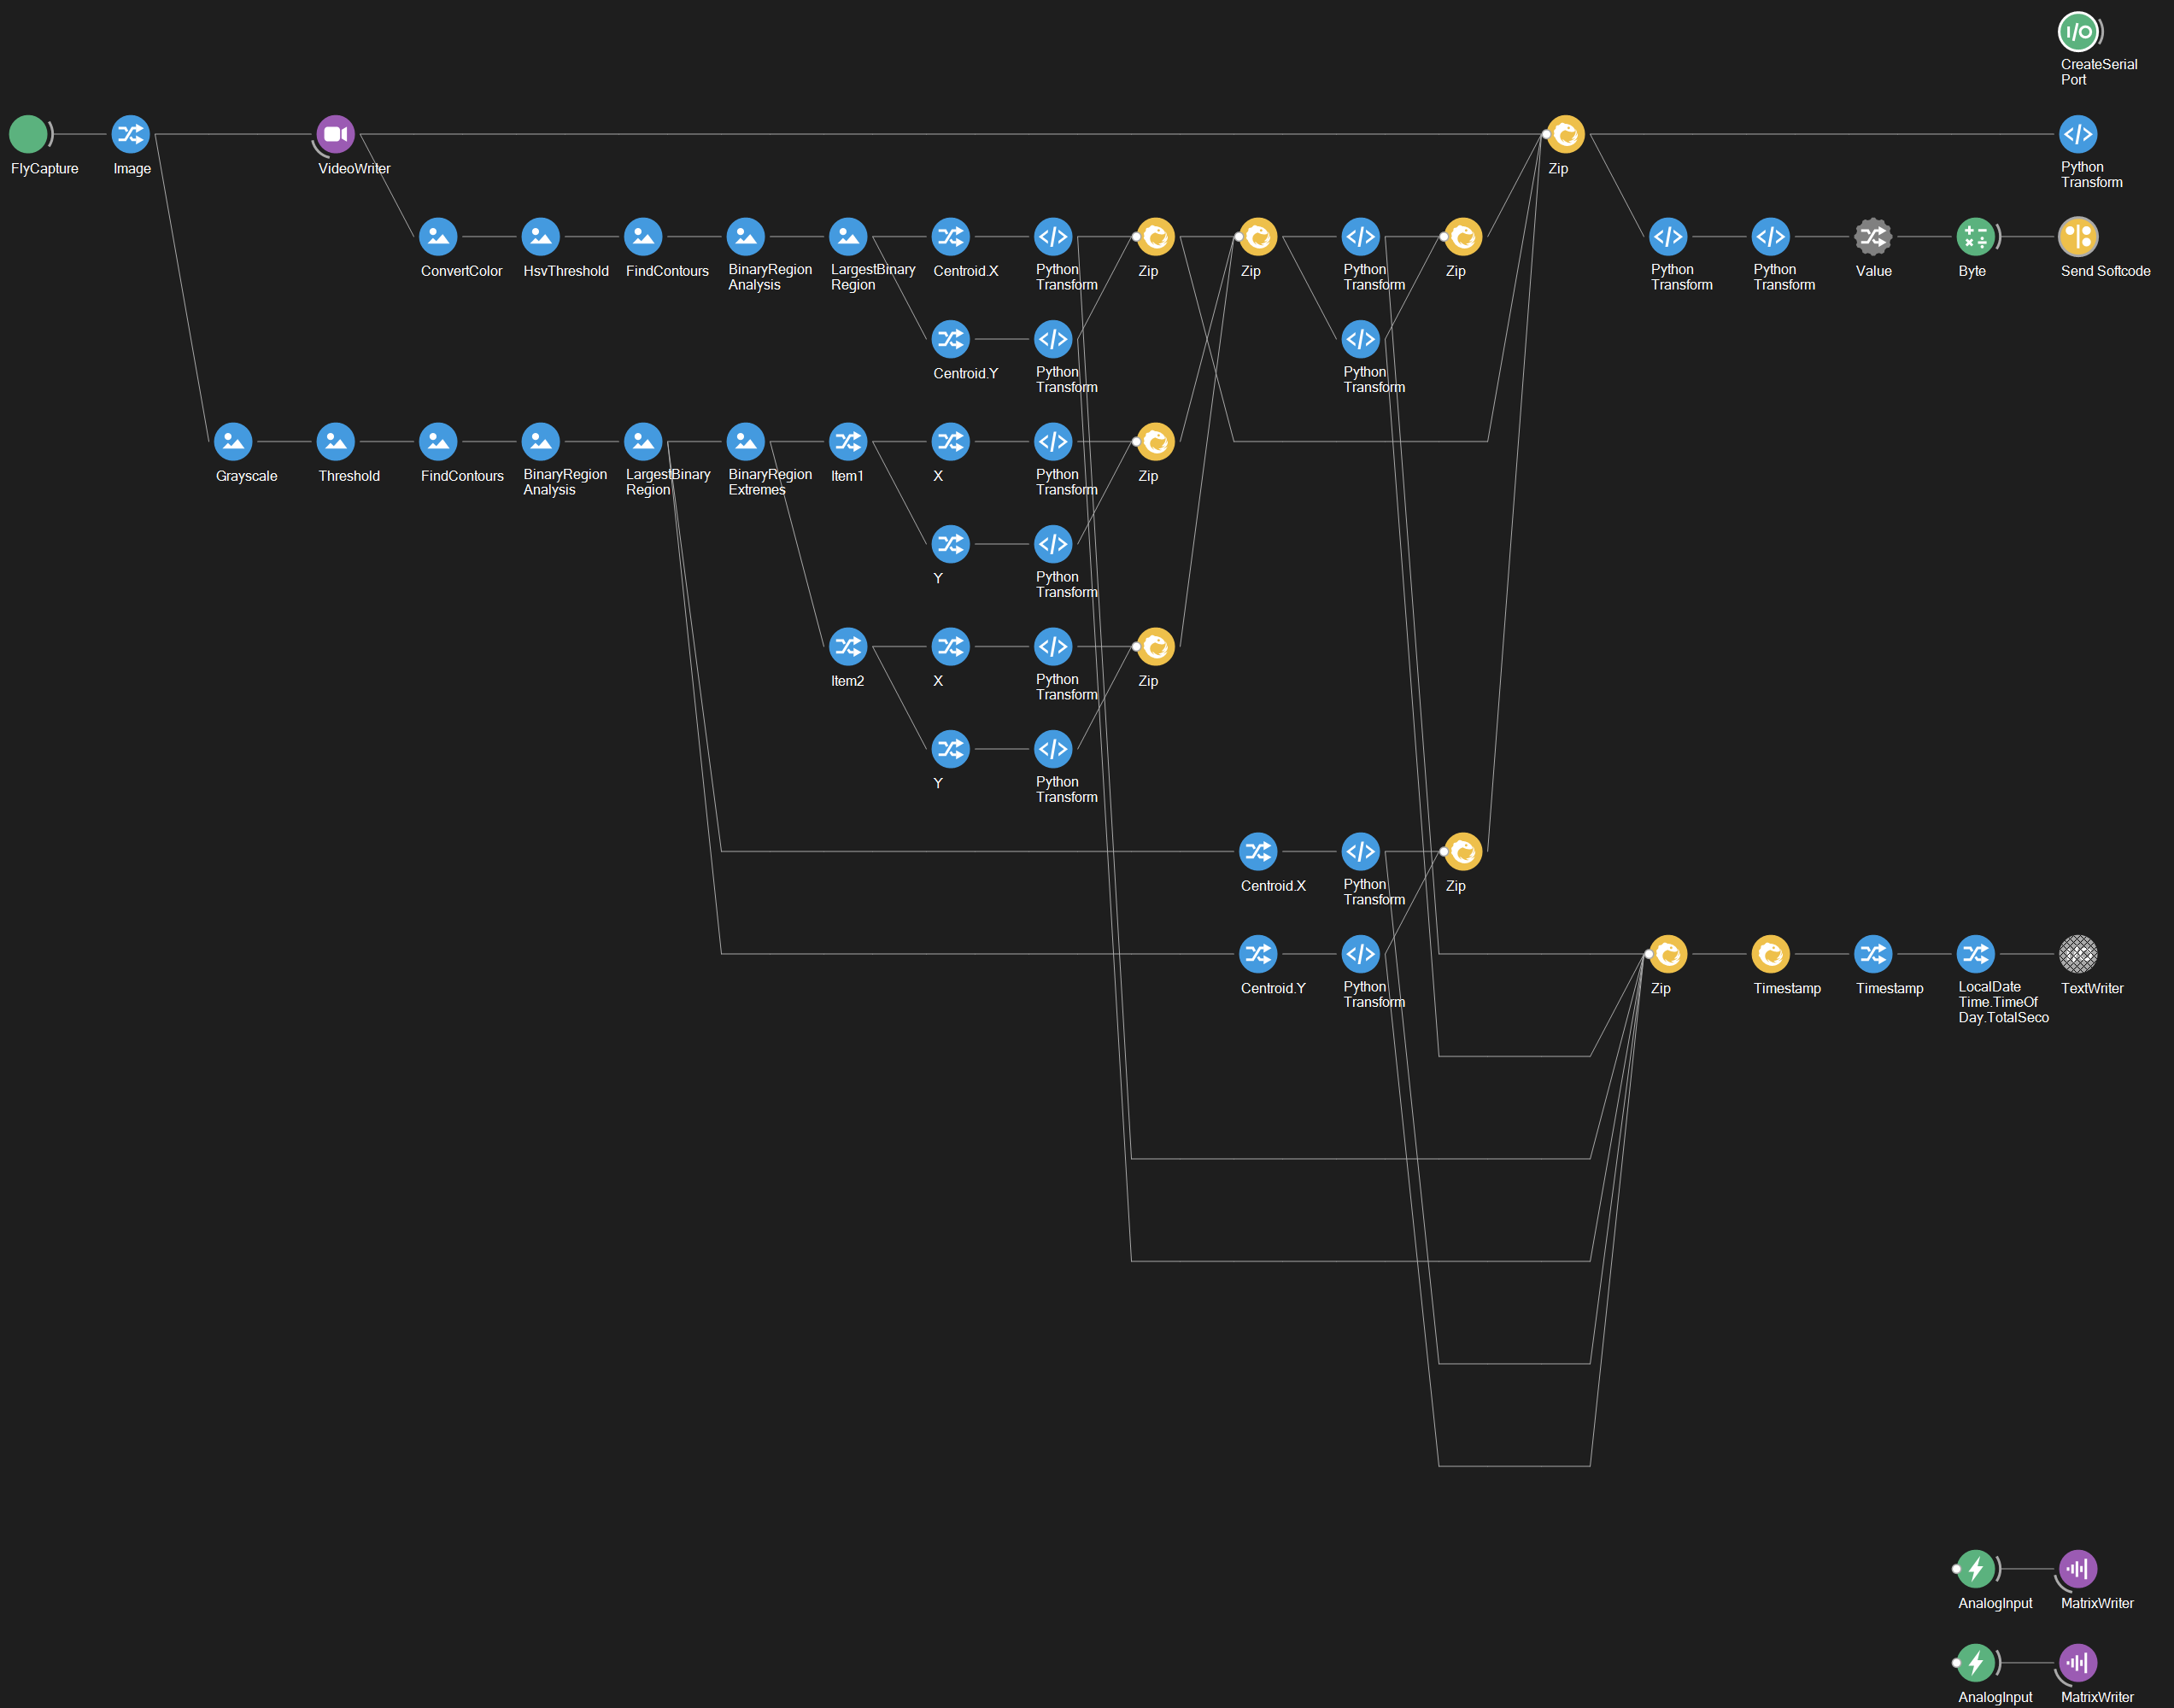 I/O
CreateSerial
Port
FlyCapture
Image
VideoWriter
Zip
Python
Transform
ConvertColor
HsvThreshold
FindContours
BinaryRegion
Analysis
LargestBinary
Region
Centroid.X
Python
Transform
Zip
Zip
Python
Transform
Zip
Python
Transform
Python
Transform
Value
Byte
Send Softcode
Centroid.Y
Python
Transform
Python
Transform
Grayscale
Threshold
FindContours
BinaryRegion
Analysis
LargestBinary
Region
BinaryRegion
Extremes
Item1
X
Python
Transform
Zip
Y
Python
Transform
Item2
X
Python
Transform
Zip
Y
Python
Transform
Centroid.X
Python
Transform
Zip
Centroid.Y
Python
Transform
Zip
Timestamp
Timestamp
LocalDate
Time.TimeOf
Day.TotalSeco
TextWriter
AnalogInput
MatrixWriter
AnalogInput
MatrixWriter